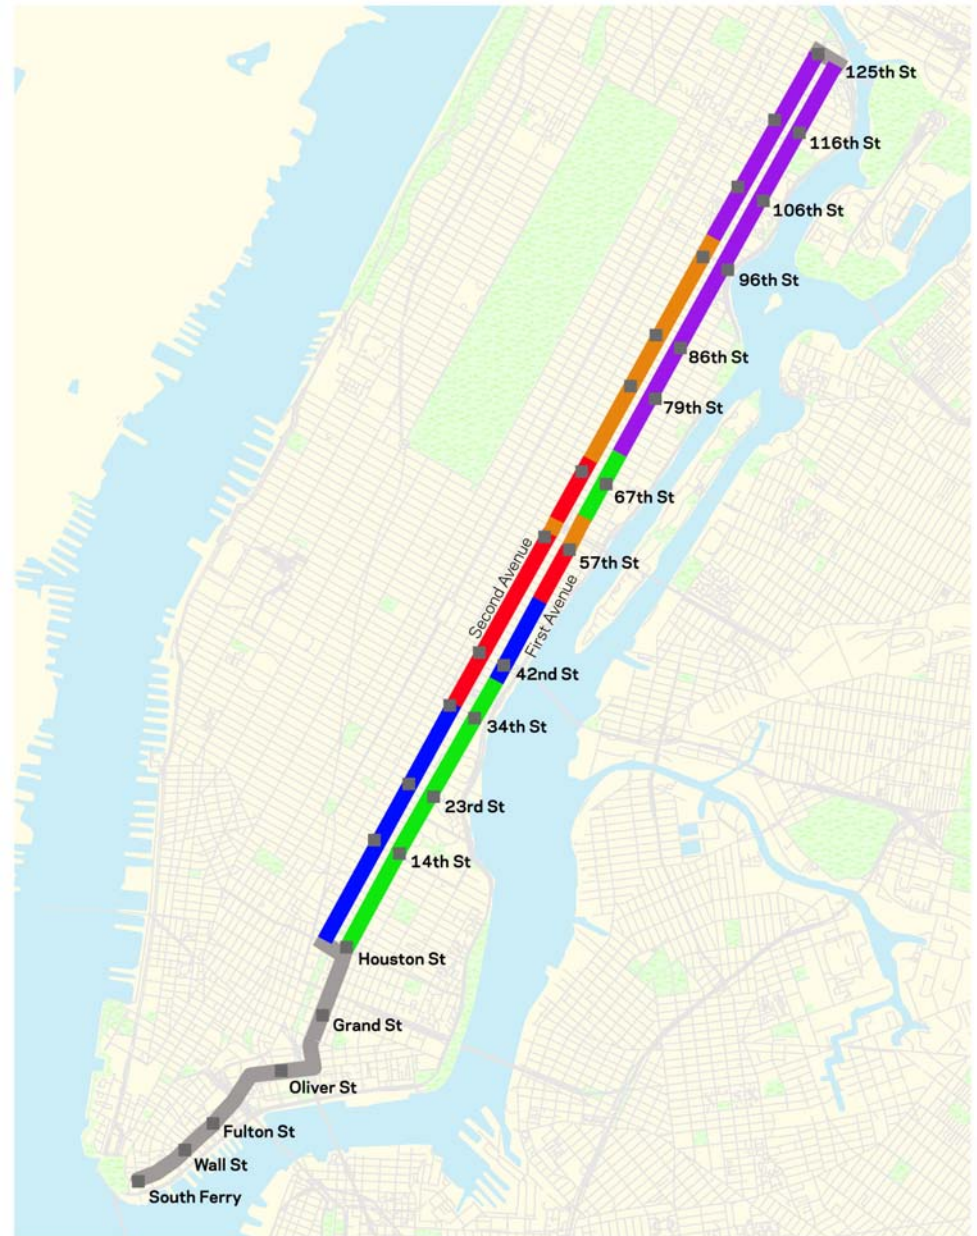 125th St
116th St
106th St
96th St
86th St
79th St
67th St
Second Avenue
57th St
First Avenue
42nd St
34th St
23rd St
14th St
Houston St
Grand St
Oliver St
Fulton St
Wall St
South Ferry